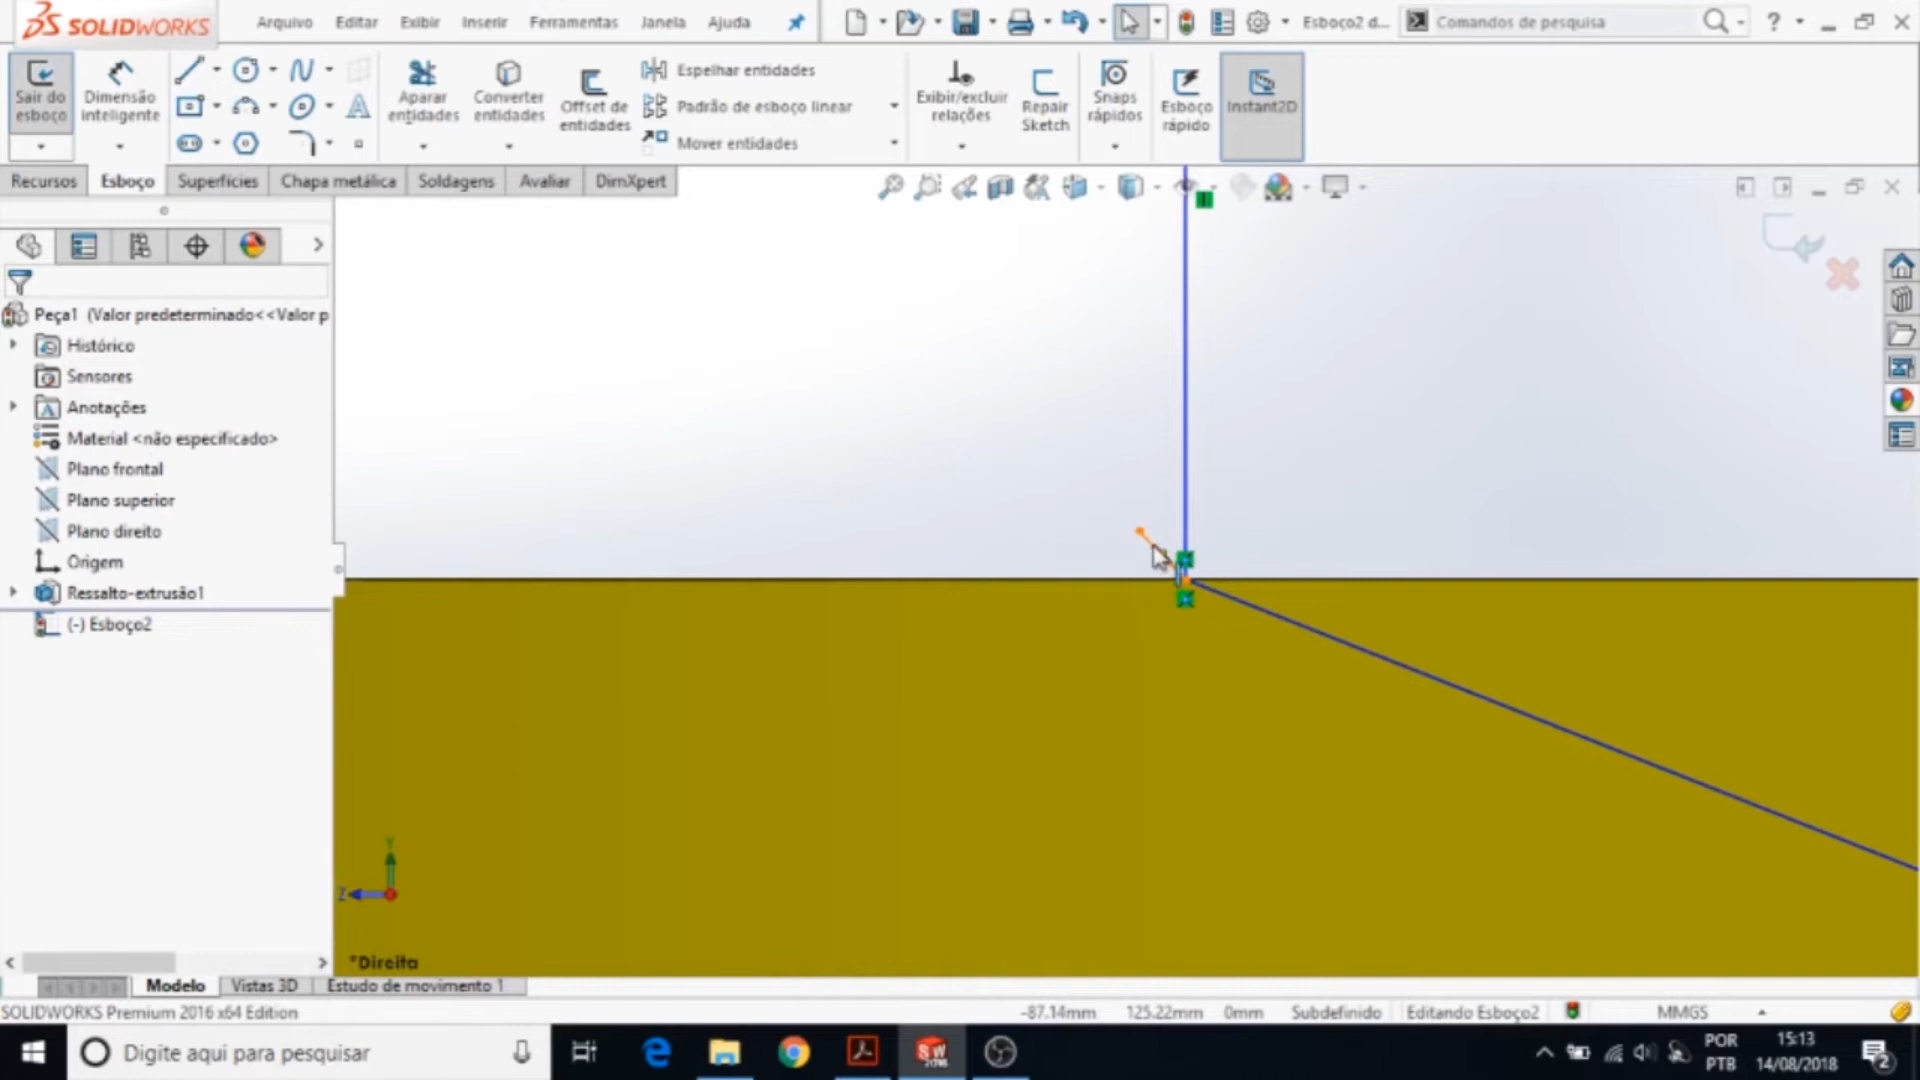 SOLIDWORKS
Arquivo Editar Exibir Inserir Ferramentas Janela Ajuda
Esboço2 d...
Comandos de pesquisa
?
Sair do esboço
Dimensão inteligente
Aparar entidades
Converter entidades
Offset de entidades
Espelhar entidades
Padrão de esboço linear
Mover entidades
Exibir/excluir relações
Repair Sketch
Snaps rápidos
Esboço rápido
Instant2D
Recursos Esboço Superfícies Chapa metálica Soldagens Avaliar DimXpert
Peça1 (Valor predeterminado<<Valor p
Histórico
Sensores
Anotações
Material <não especificado>
Plano frontal
Plano superior
Plano direito
Origem
Ressalto-extrusão1
(-) Esboço2
Y
Z
*Direita
Modelo Vistas 3D Estudo de movimento 1
SOLIDWORKS Premium 2016 x64 Edition
-87.14mm 125.22mm 0mm Subdefinido Editando Esboço2 MMGS
Digite aqui para pesquisar
POR
PTB
15:13
14/08/2018
2